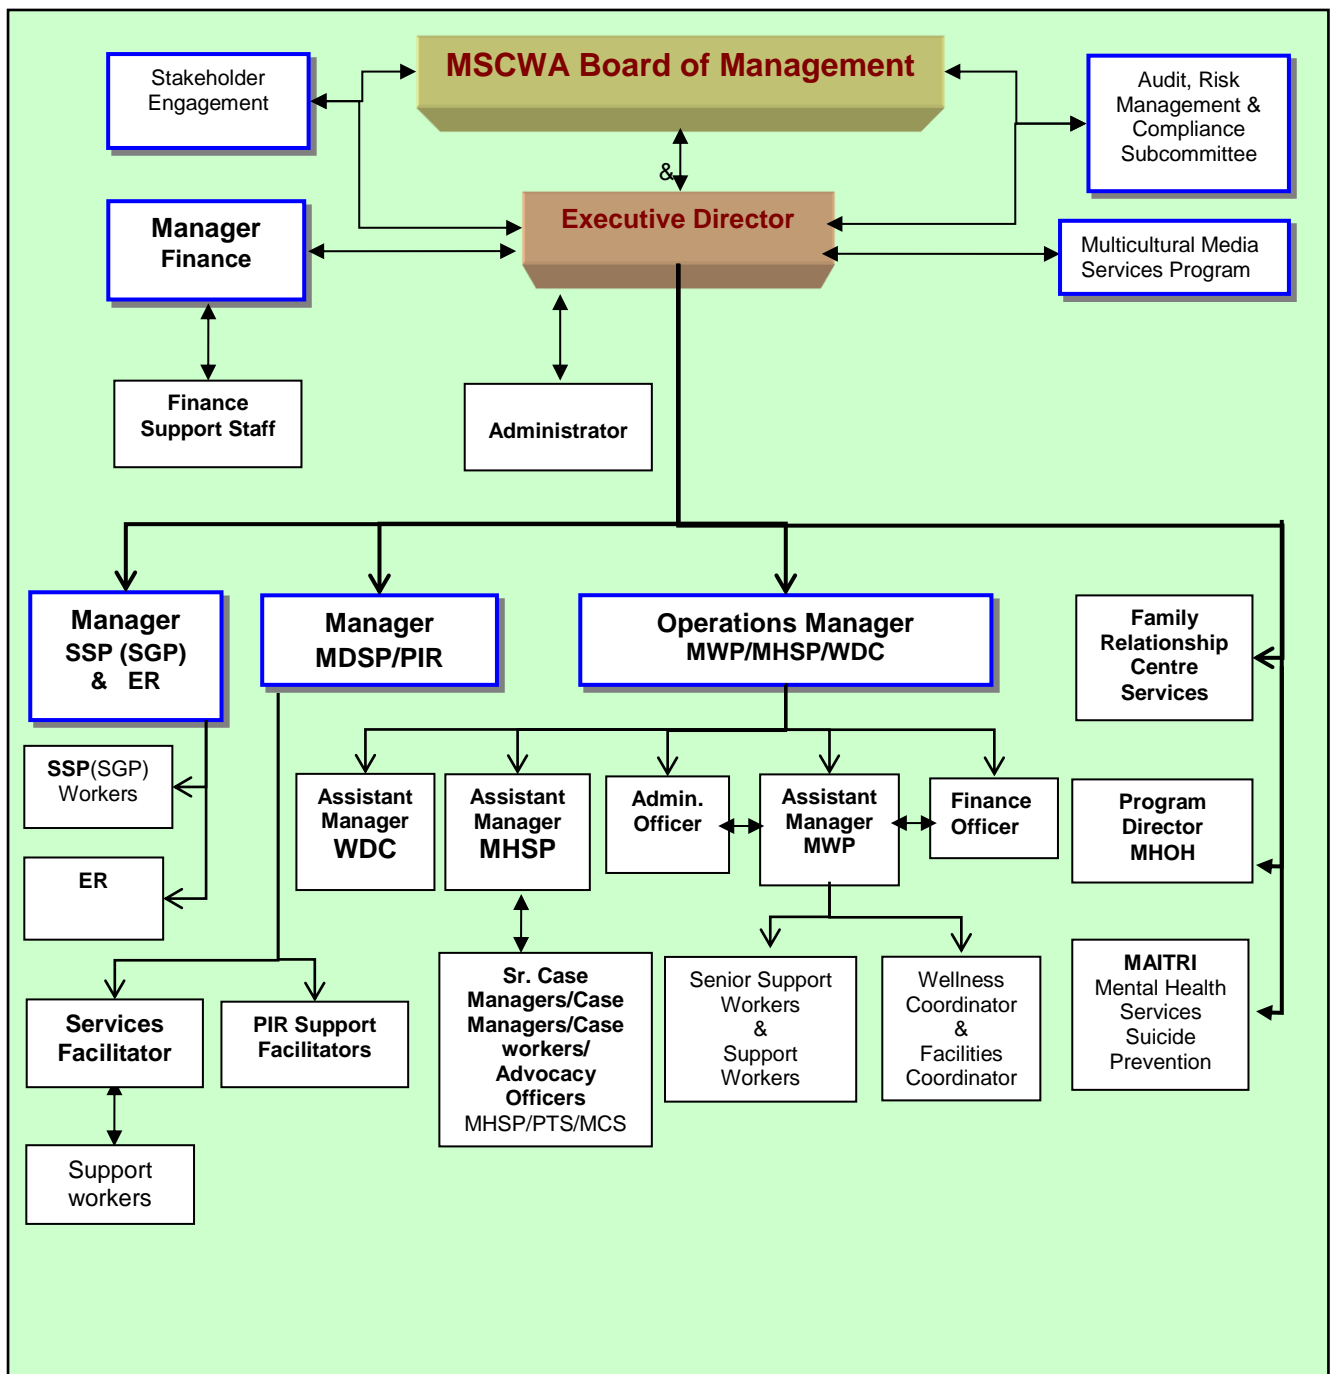 MSCWA Board of Management
Stakeholder
Engagement
Audit, Risk
Management &
Compliance
Subcommittee
&
Executive Director
Manager
Finance
Multicultural Media
Services Program
Finance
Support Staff
Administrator
Manager
SSP (SGP)
& ER
Manager
MDSP/PIR
Operations Manager
MWP/MHSP/WDC
Family
Relationship
Centre
Services
SSP(SGP)
Workers
ER
Assistant
Manager
WDC
Assistant
Manager
MHSP
Admin.
Officer
Assistant
Manager
MWP
Finance
Officer
Program
Director
MHOH
Services
Facilitator
PIR Support
Facilitators
Sr. Case
Managers/Case
Managers/Case
workers/
Advocacy
Officers
MHSP/PTS/MCS
Senior Support
Workers
&
Support
Workers
Wellness
Coordinator
&
Facilities
Coordinator
MAITRI
Mental Health
Services
Suicide
Prevention
Support
workers